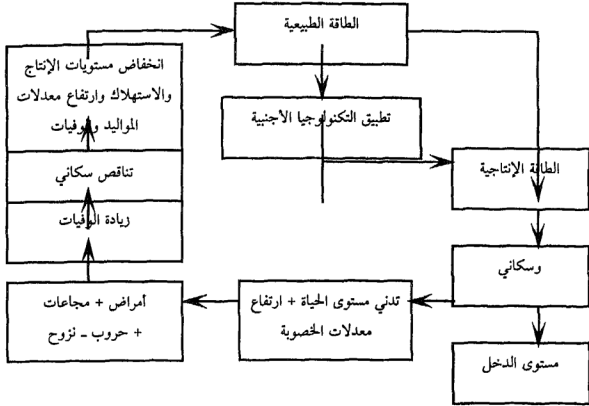 الطاقة الطبيعية
انخفاض مستويات الإنتاج
والاستهلاك وارتفاع معدلات
المواليد والوفيات
تطبيق التكنولوجيا الأجنبية
الطاقة الإنتاجية
تناقص سكاني
زيادة الوفيات
وسكاني
تدني مستوى الحياة + ارتفاع
معدلات الخصوبة
أمراض + مجاعات
+ حروب ـ نزوح
مستوى الدخل